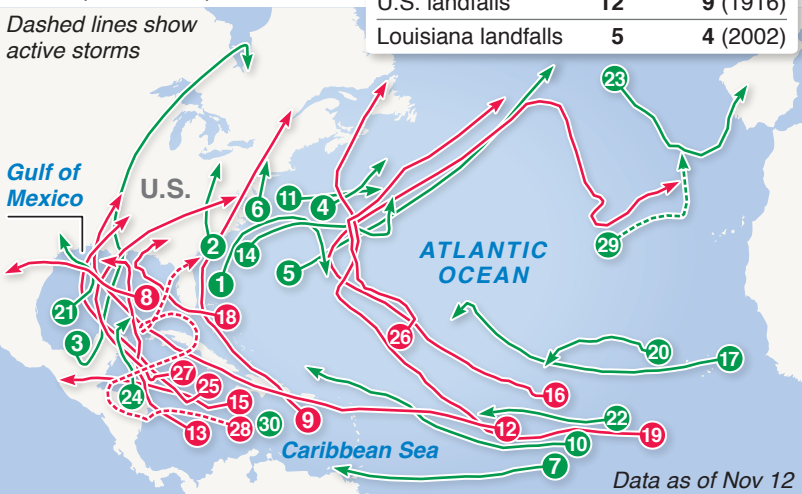 U.S. landfalls 12 9 (1916)
Louisiana landfalls 5 4 (2002)
Dashed lines show
active storms
23
Gulf of
Mexico
U.S.
6
11
4
2
14
29
5
1
ATLANTIC
OCEAN
8
21
18
3
26
20
17
27
25
24
15
16
13
28
30
9
12
22
19
10
Caribbean Sea
7
Data as of Nov 12